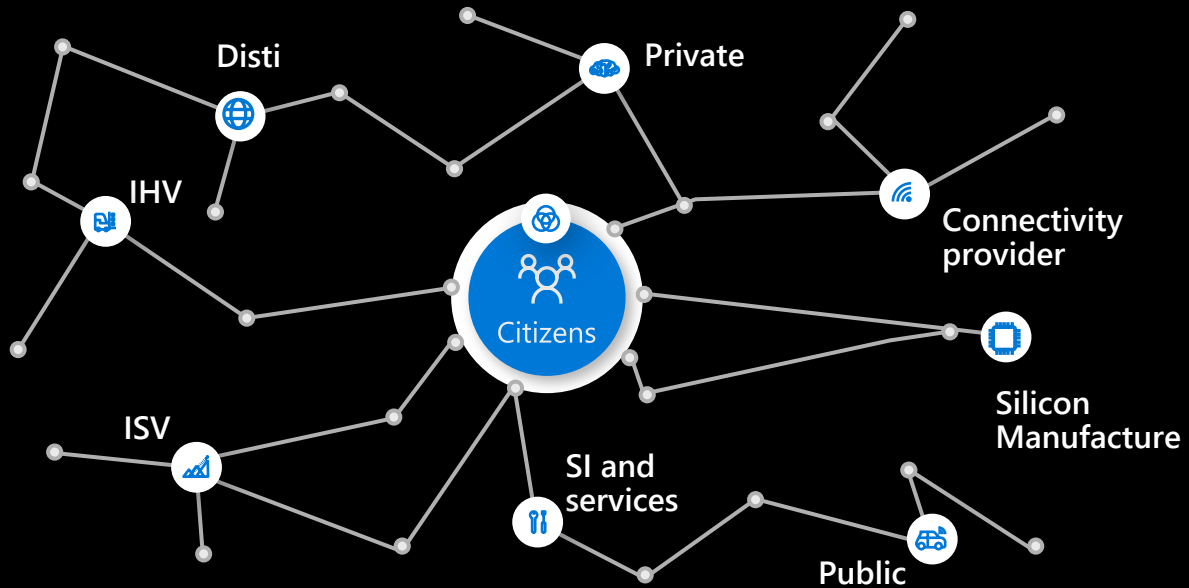 Disti
Private
IHV
Connectivity
provider
Citizens
Silicon
Manufacture
ISV
SI and
services
Public